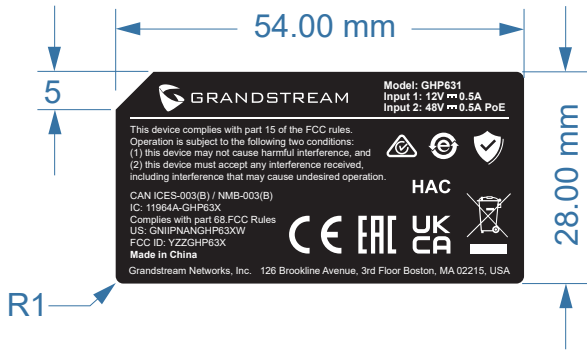 54.00 mm
5
GRANDSTREAM
Model: GHP631
Input 1: 12V ⎓ 0.5A
Input 2: 48V ⎓ 0.5A PoE
This device complies with part 15 of the FCC rules.
Operation is subject to the following two conditions:
(1) this device may not cause harmful interference, and
(2) this device must accept any interference received,
including interference that may cause undesired operation.
HAC
CAN ICES-003(B) / NMB-003(B)
IC: 11964A-GHP63X
Complies with part 68.FCC Rules
US: GNIIPNANGHP63XW
FCC ID: YZZGHP63X
Made in China
CE EAC UK CA
Grandstream Networks, Inc. 126 Brookline Avenue, 3rd Floor Boston, MA 02215, USA
28.00 mm
R1